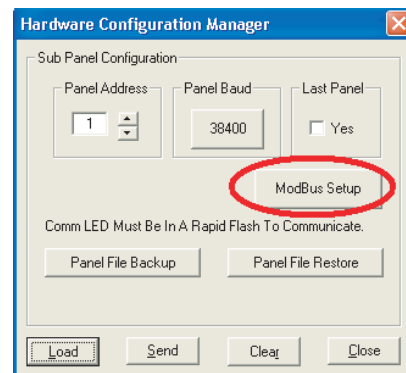 Hardware Configuration Manager
Sub Panel Configuration
Panel Address Panel Baud Last Panel
1 38400 Yes
ModBus Setup
Comm LED Must Be In A Rapid Flash To Communicate.
Panel File Backup Panel File Restore
Load Send Clear Close